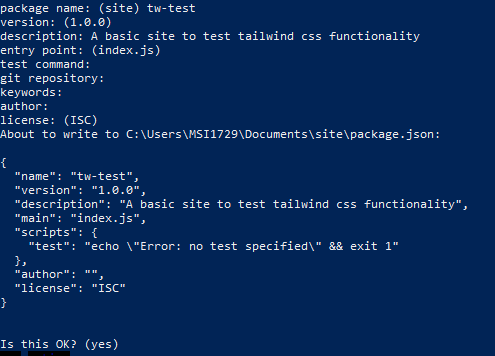 package name: (site) tw-test
version: (1.0.0)
description: A basic site to test tailwind css functionality
entry point: (index.js)
test command:
git repository:
keywords:
author:
license: (ISC)
About to write to C:\Users\MSI1729\Documents\site\package.json:

{
  "name": "tw-test",
  "version": "1.0.0",
  "description": "A basic site to test tailwind css functionality",
  "main": "index.js",
  "scripts": {
    "test": "echo \"Error: no test specified\" && exit 1"
  },
  "author": "",
  "license": "ISC"
}


Is this OK? (yes)